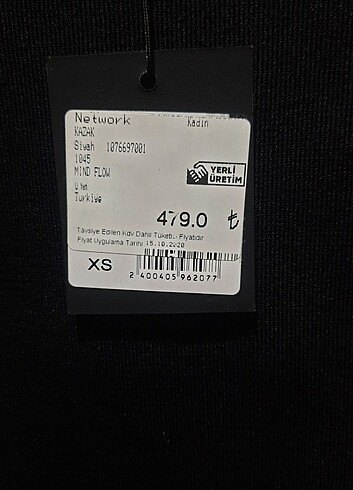 Network
Kadın
KAZAK
Siyah 1076697001
1045
MIND FLOW
Türkiye
YERLİ
ÜRETİM
479.0 ₺
Tavsiye Edilen Kdv Dahil Tüketici Fiyatıdır
Fiyat Uygulama Tarihi 15.10.2020
XS
2 400405 962077